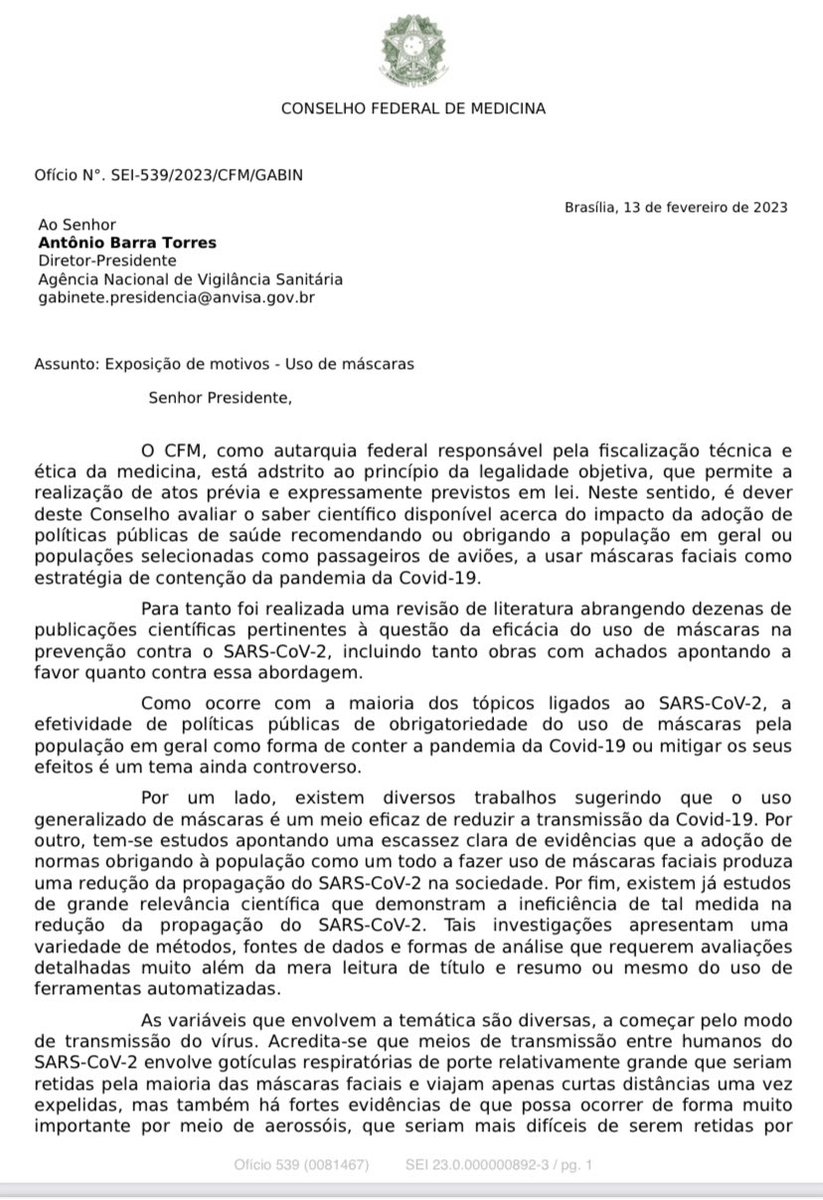 CONSELHO FEDERAL DE MEDICINA
Ofício N°. SEI-539/2023/CFM/GABIN
Brasília, 13 de fevereiro de 2023
Ao Senhor
Antônio Barra Torres
Diretor-Presidente
Agência Nacional de Vigilância Sanitária
gabinete.presidencia@anvisa.gov.br
Assunto: Exposição de motivos - Uso de máscaras
Senhor Presidente,
O CFM, como autarquia federal responsável pela fiscalização técnica e
ética da medicina, está adstrito ao princípio da legalidade objetiva, que permite a
realização de atos prévia e expressamente previstos em lei. Neste sentido, é dever
deste Conselho avaliar o saber científico disponível acerca do impacto da adoção de
políticas públicas de saúde recomendando ou obrigando a população em geral ou
populações selecionadas como passageiros de aviões, a usar máscaras faciais como
estratégia de contenção da pandemia da Covid-19.
Para tanto foi realizada uma revisão de literatura abrangendo dezenas de
publicações científicas pertinentes à questão da eficácia do uso de máscaras na
prevenção contra o SARS-CoV-2, incluindo tanto obras com achados apontando a
favor quanto contra essa abordagem.
Como ocorre com a maioria dos tópicos ligados ao SARS-CoV-2, a
efetividade de políticas públicas de obrigatoriedade do uso de máscaras pela
população em geral como forma de conter a pandemia da Covid-19 ou mitigar os seus
efeitos é um tema ainda controverso.
Por um lado, existem diversos trabalhos sugerindo que o uso
generalizado de máscaras é um meio eficaz de reduzir a transmissão da Covid-19. Por
outro, tem-se estudos apontando uma escassez clara de evidências que a adoção de
normas obrigando à população como um todo a fazer uso de máscaras faciais produza
uma redução da propagação do SARS-CoV-2 na sociedade. Por fim, existem já estudos
de grande relevância científica que demonstram a ineficiência de tal medida na
redução da propagação do SARS-CoV-2. Tais investigações apresentam uma
variedade de métodos, fontes de dados e formas de análise que requerem avaliações
detalhadas muito além da mera leitura de título e resumo ou mesmo do uso de
ferramentas automatizadas.
As variáveis que envolvem a temática são diversas, a começar pelo modo
de transmissão do vírus. Acredita-se que meios de transmissão entre humanos do
SARS-CoV-2 envolve gotículas respiratórias de porte relativamente grande que seriam
retidas pela maioria das máscaras faciais e viajam apenas curtas distâncias uma vez
expelidas, mas também há fortes evidências de que possa ocorrer de forma muito
importante por meio de aerossóis, que seriam mais difíceis de serem retidas por
Ofício 539 (0081467) SEI 23.0.000000892-3 / pg. 1